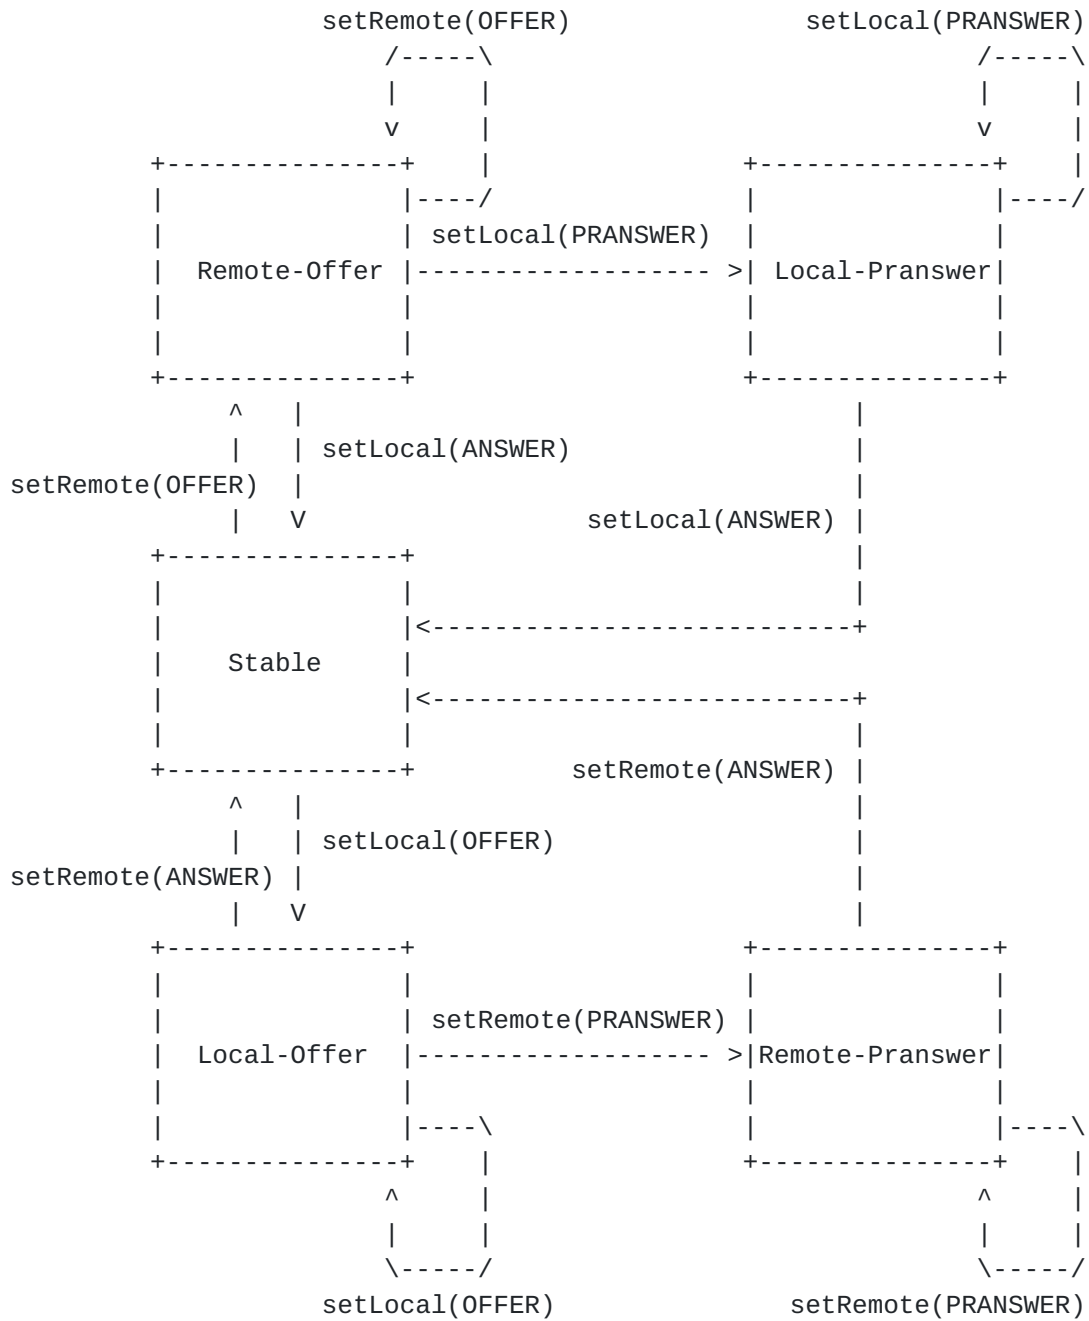 setRemote(OFFER) setLocal(PRANSWER)
/-----\ /-----\
| | | |
v | v |
+---------------+ | +---------------+ |
| |----/ | |----/
| | setLocal(PRANSWER) | |
| Remote-Offer |------------------- >| Local-Pranswer|
| | | |
| | | |
+---------------+ +---------------+
^ | |
| | setLocal(ANSWER) |
setRemote(OFFER) | |
| V setLocal(ANSWER) |
+---------------+ |
| | |
| |<---------------------------+
| Stable |
| |<---------------------------+
| | |
+---------------+ setRemote(ANSWER) |
^ | |
| | setLocal(OFFER) |
setRemote(ANSWER) | |
| V |
+---------------+ +---------------+
| | | |
| | setRemote(PRANSWER) | |
| Local-Offer |------------------- >|Remote-Pranswer|
| | | |
| |----\ | |----\
+---------------+ | +---------------+ |
^ | ^ |
| | | |
\-----/ \-----/
setLocal(OFFER) setRemote(PRANSWER)